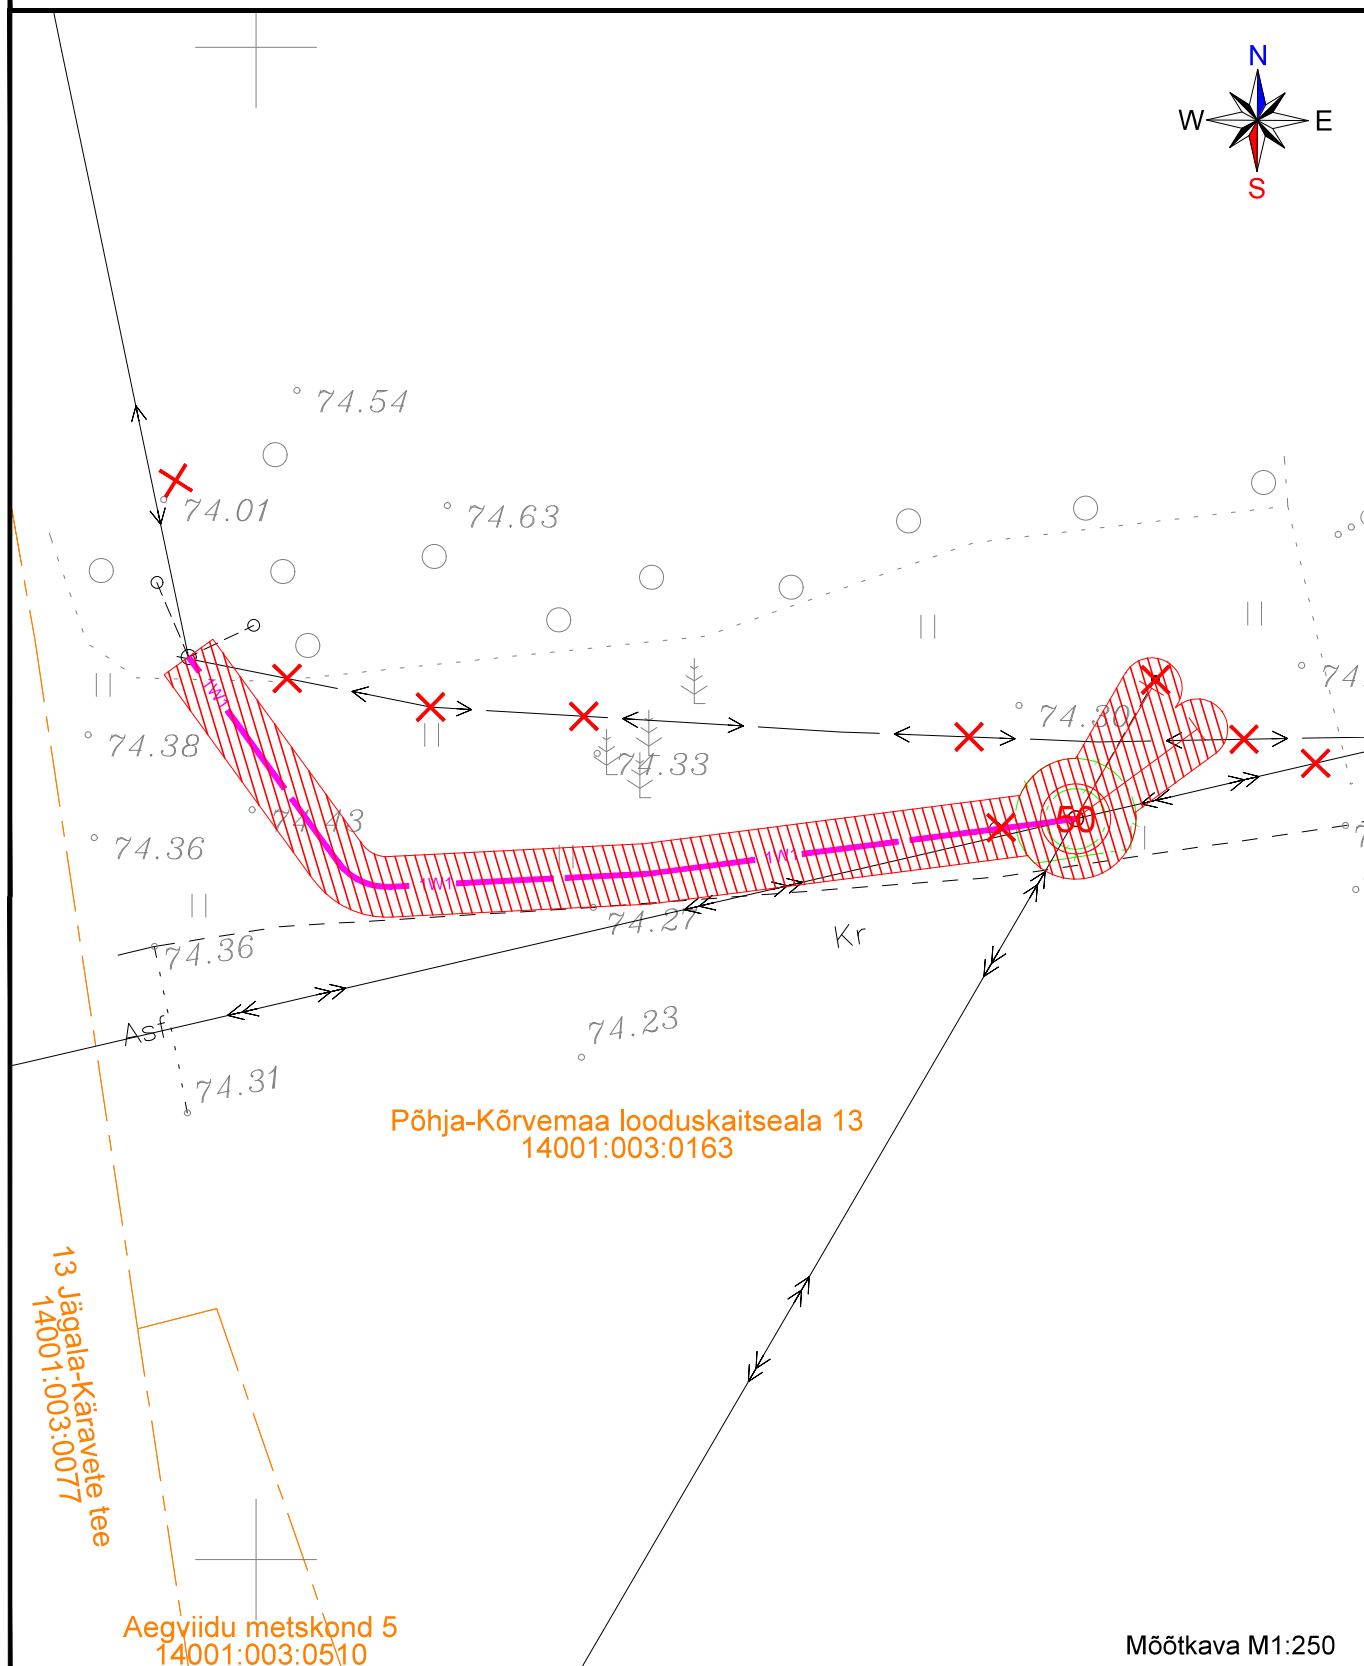 N
W
E
S
74.54
74.01
74.63
1W1
74.30
74.38
74.33
74.43
50
74.36
1W1
1W1
74.27
Kr
74.36
Asf
74.23
74.31
Põhja-Kõrvemaa looduskaitseala 13
14001:003:0163
13 Jägala-Käravete tee
14001:003:0077
Aegviidu metskond 5
14001:003:0510
Mõõtkava M1:250